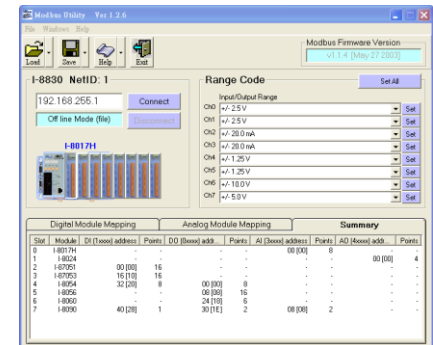 Modbus Utility Ver 1.2.6
File Windows Help
Load Save Help Exit
Modbus Firmware Version
v1.1.4 [May 27 2003]
I-8830 NetID: 1
192.168.255.1 Connect
Off line Mode (file) Disconnect
I-8017H
Range Code Set All
Input/Output Range
Ch0 +/- 2.5 V Set
Ch1 +/- 2.5 V Set
Ch2 +/- 20.0 mA Set
Ch3 +/- 20.0 mA Set
Ch4 +/- 1.25 V Set
Ch5 +/- 1.25 V Set
Ch6 +/- 10.0 V Set
Ch7 +/- 5.0 V Set
Digital Module Mapping Analog Module Mapping Summary
Slot Module DI (1xxxx) address Points DO (0xxxx) addr... Points AI (3xxxx) address Points AO (4xxxx) addr... Points
0 I-8017H - - - - 00 [00] 8 - -
1 I-8024 - - - - - - 00 [00] 4
2 I-87051 00 [00] 16 - - - - - -
3 I-87053 16 [10] 16 - - - - - -
4 I-8054 32 [20] 8 00 [00] 8 - - - -
5 I-8056 - - 08 [08] 16 - - - -
6 I-8060 - - 24 [18] 6 - - - -
7 I-8090 40 [28] 1 30 [1E] 2 08 [08] 2 - -